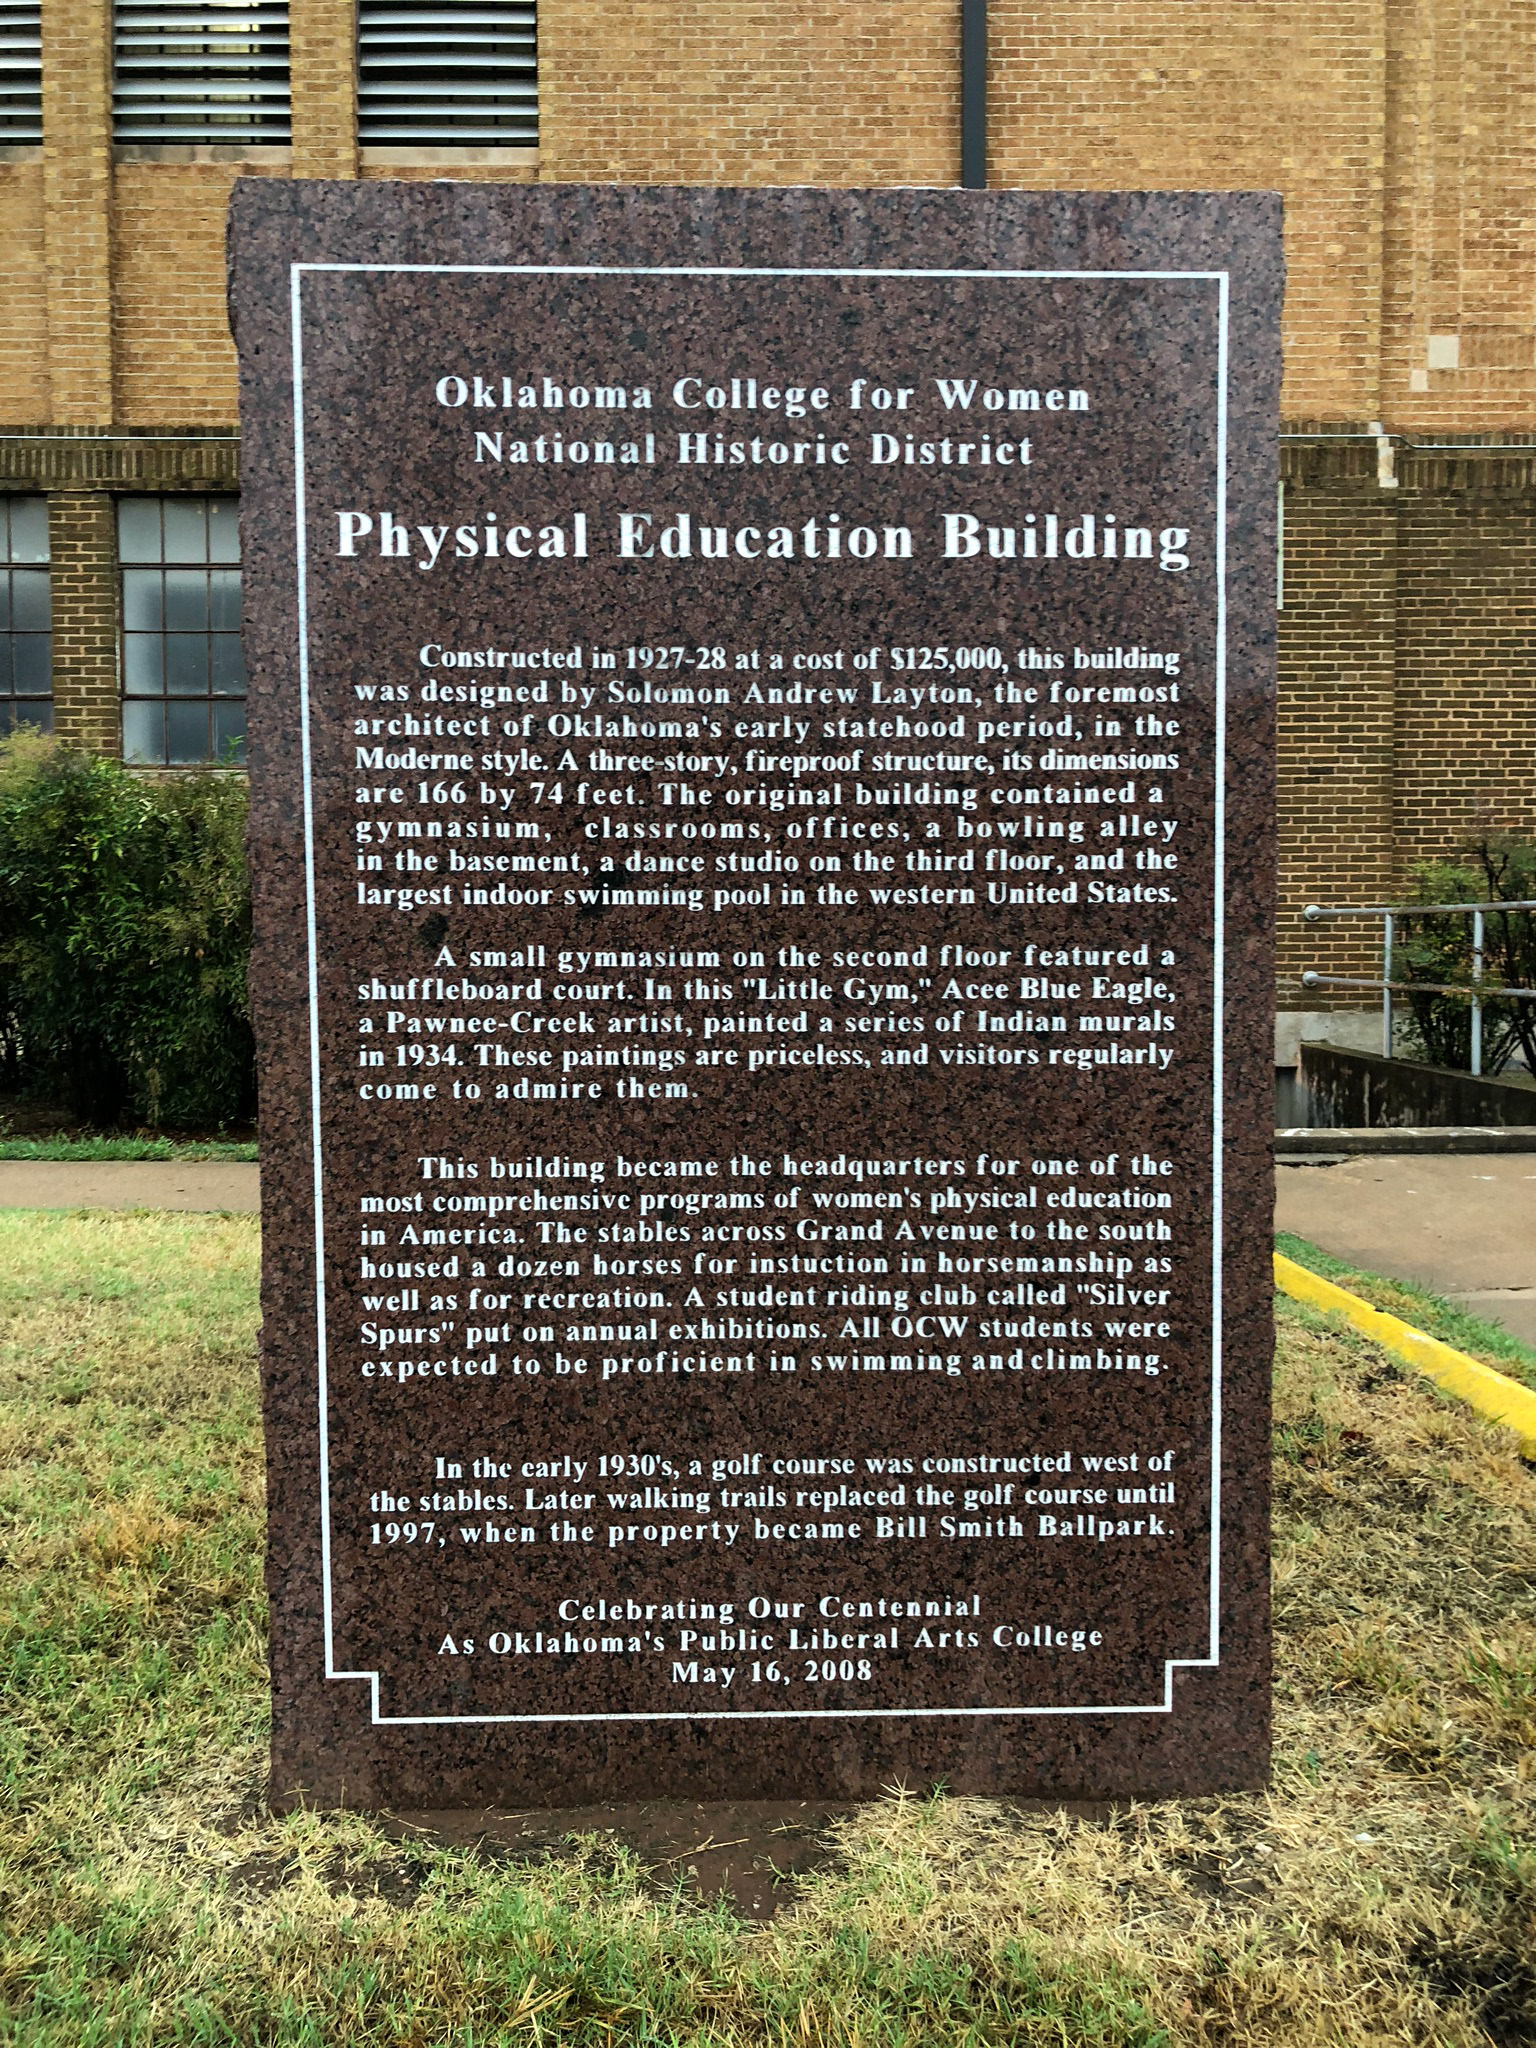 Oklahoma College for Women
National Historic District
Physical Education Building
Constructed in 1927-28 at a cost of $125,000, this building
was designed by Solomon Andrew Layton, the foremost
architect of Oklahoma's early statehood period, in the
Moderne style. A three-story, fireproof structure, its dimensions
are 166 by 74 feet. The original building contained a
gymnasium, classrooms, offices, a bowling alley
in the basement, a dance studio on the third floor, and the
largest indoor swimming pool in the western United States.
A small gymnasium on the second floor featured a
shuffleboard court. In this "Little Gym," Acee Blue Eagle,
a Pawnee-Creek artist, painted a series of Indian murals
in 1934. These paintings are priceless, and visitors regularly
come to admire them.
This building became the headquarters for one of the
most comprehensive programs of women's physical education
in America. The stables across Grand Avenue to the south
housed a dozen horses for instuction in horsemanship as
well as for recreation. A student riding club called "Silver
Spurs" put on annual exhibitions. All OCW students were
expected to be proficient in swimming and climbing.
In the early 1930's, a golf course was constructed west of
the stables. Later walking trails replaced the golf course until
1997, when the property became Bill Smith Ballpark.
Celebrating Our Centennial
As Oklahoma's Public Liberal Arts College
May 16, 2008